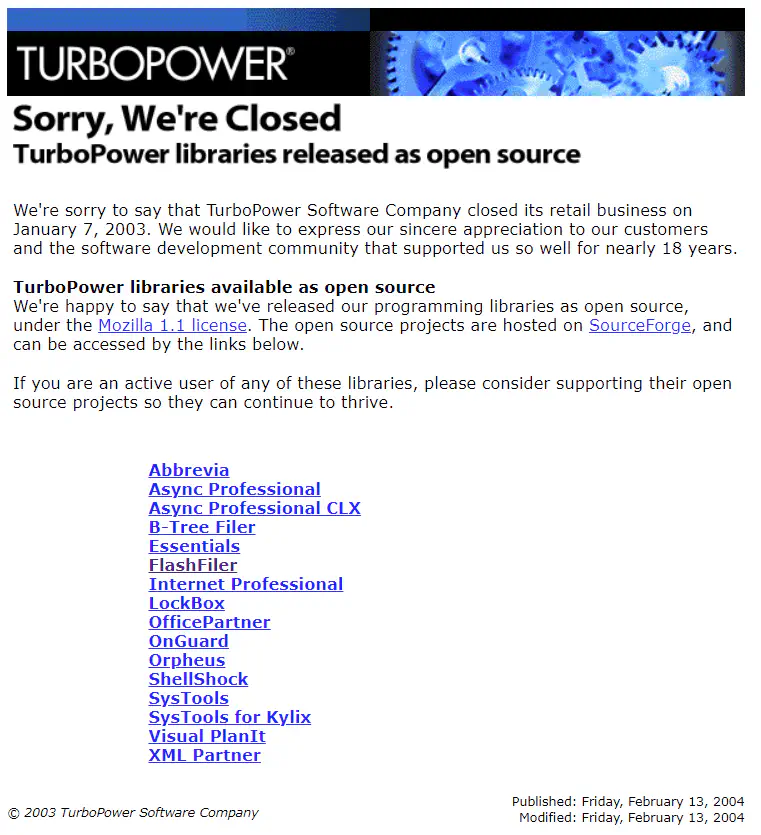 TURBOPOWER®
Sorry, We're Closed
TurboPower libraries released as open source
We're sorry to say that TurboPower Software Company closed its retail business on
January 7, 2003. We would like to express our sincere appreciation to our customers
and the software development community that supported us so well for nearly 18 years.
TurboPower libraries available as open source
We're happy to say that we've released our programming libraries as open source,
under the Mozilla 1.1 license. The open source projects are hosted on SourceForge, and
can be accessed by the links below.
If you are an active user of any of these libraries, please consider supporting their open
source projects so they can continue to thrive.
Abbrevia
Async Professional
Async Professional CLX
B-Tree Filer
Essentials
FlashFiler
Internet Professional
LockBox
OfficePartner
OnGuard
Orpheus
ShellShock
SysTools
SysTools for Kylix
Visual PlanIt
XML Partner
Published: Friday, February 13, 2004
© 2003 TurboPower Software Company
Modified: Friday, February 13, 2004